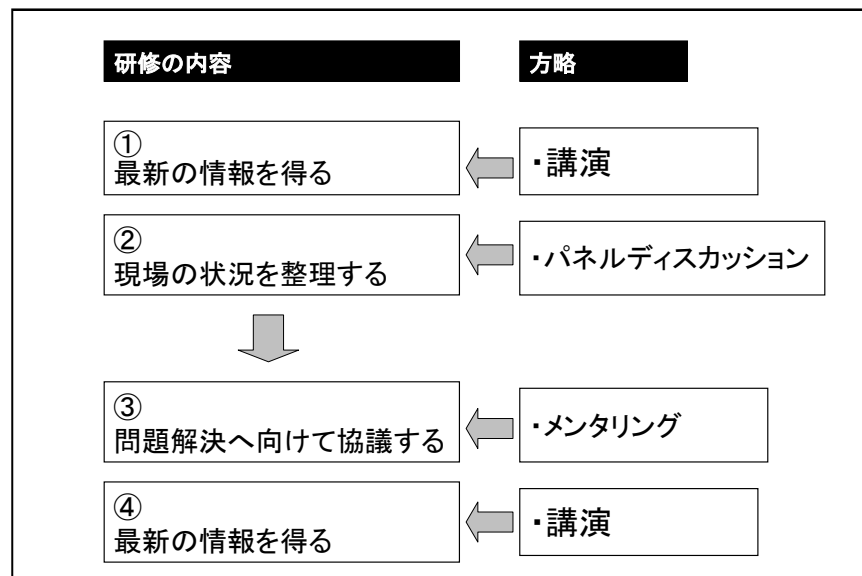 研修の内容
方略
①
最新の情報を得る
・講演
②
現場の状況を整理する
・パネルディスカッション
③
問題解決へ向けて協議する
・メンタリング
④
最新の情報を得る
・講演